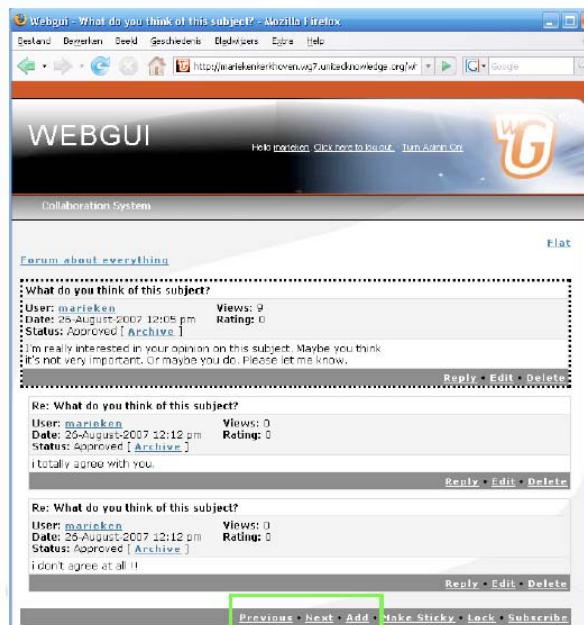 Webgui - What do you think of this subject? - Mozilla Firefox
Bestand Bewerken Beeld Geschiedenis Bladwijzers Extra Help
http://mariekenkerkhoven.wg7.unitedknowledge.org/wh
G Google
WEBGUI
Hello marieken. Click here to log out. Turn Admin On!
WG
Collaboration System
Flat
Forum about everything
What do you think of this subject?
User: marieken Views: 9
Date: 26-August-2007 12:05 pm Rating: 0
Status: Approved [ Archive ]
I'm really interested in your opinion on this subject. Maybe you think
it's not very important. Or maybe you do. Please let me know.
Reply • Edit • Delete
Re: What do you think of this subject?
User: marieken Views: 0
Date: 26-August-2007 12:12 pm Rating: 0
Status: Approved [ Archive ]
i totally agree with you.
Reply • Edit • Delete
Re: What do you think of this subject?
User: marieken Views: 0
Date: 26-August-2007 12:12 pm Rating: 0
Status: Approved [ Archive ]
i don't agree at all !!
Reply • Edit • Delete
Previous • Next • Add • Make Sticky • Lock • Subscribe